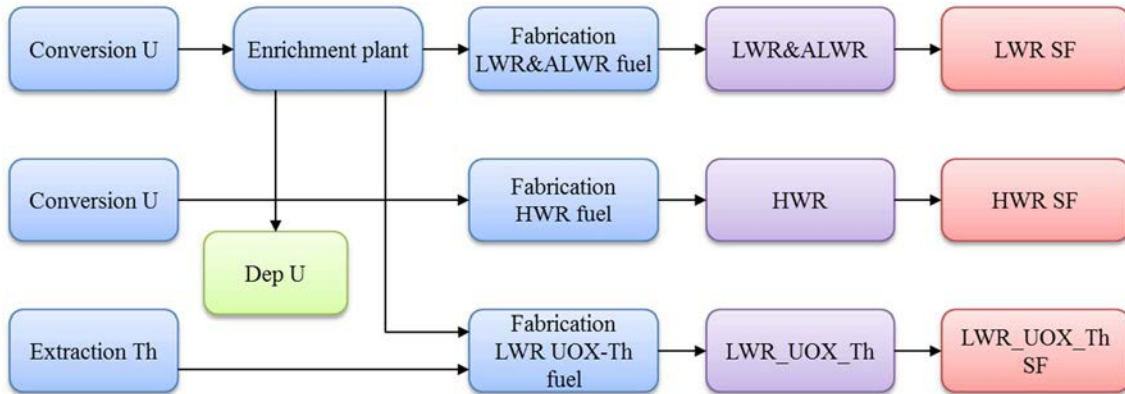 Conversion U
Enrichment plant
Fabrication
LWR&ALWR fuel
LWR&ALWR
LWR SF
Conversion U
Fabrication
HWR fuel
HWR
HWR SF
Dep U
Extraction Th
Fabrication
LWR UOX-Th
fuel
LWR_UOX_Th
LWR_UOX_Th
SF